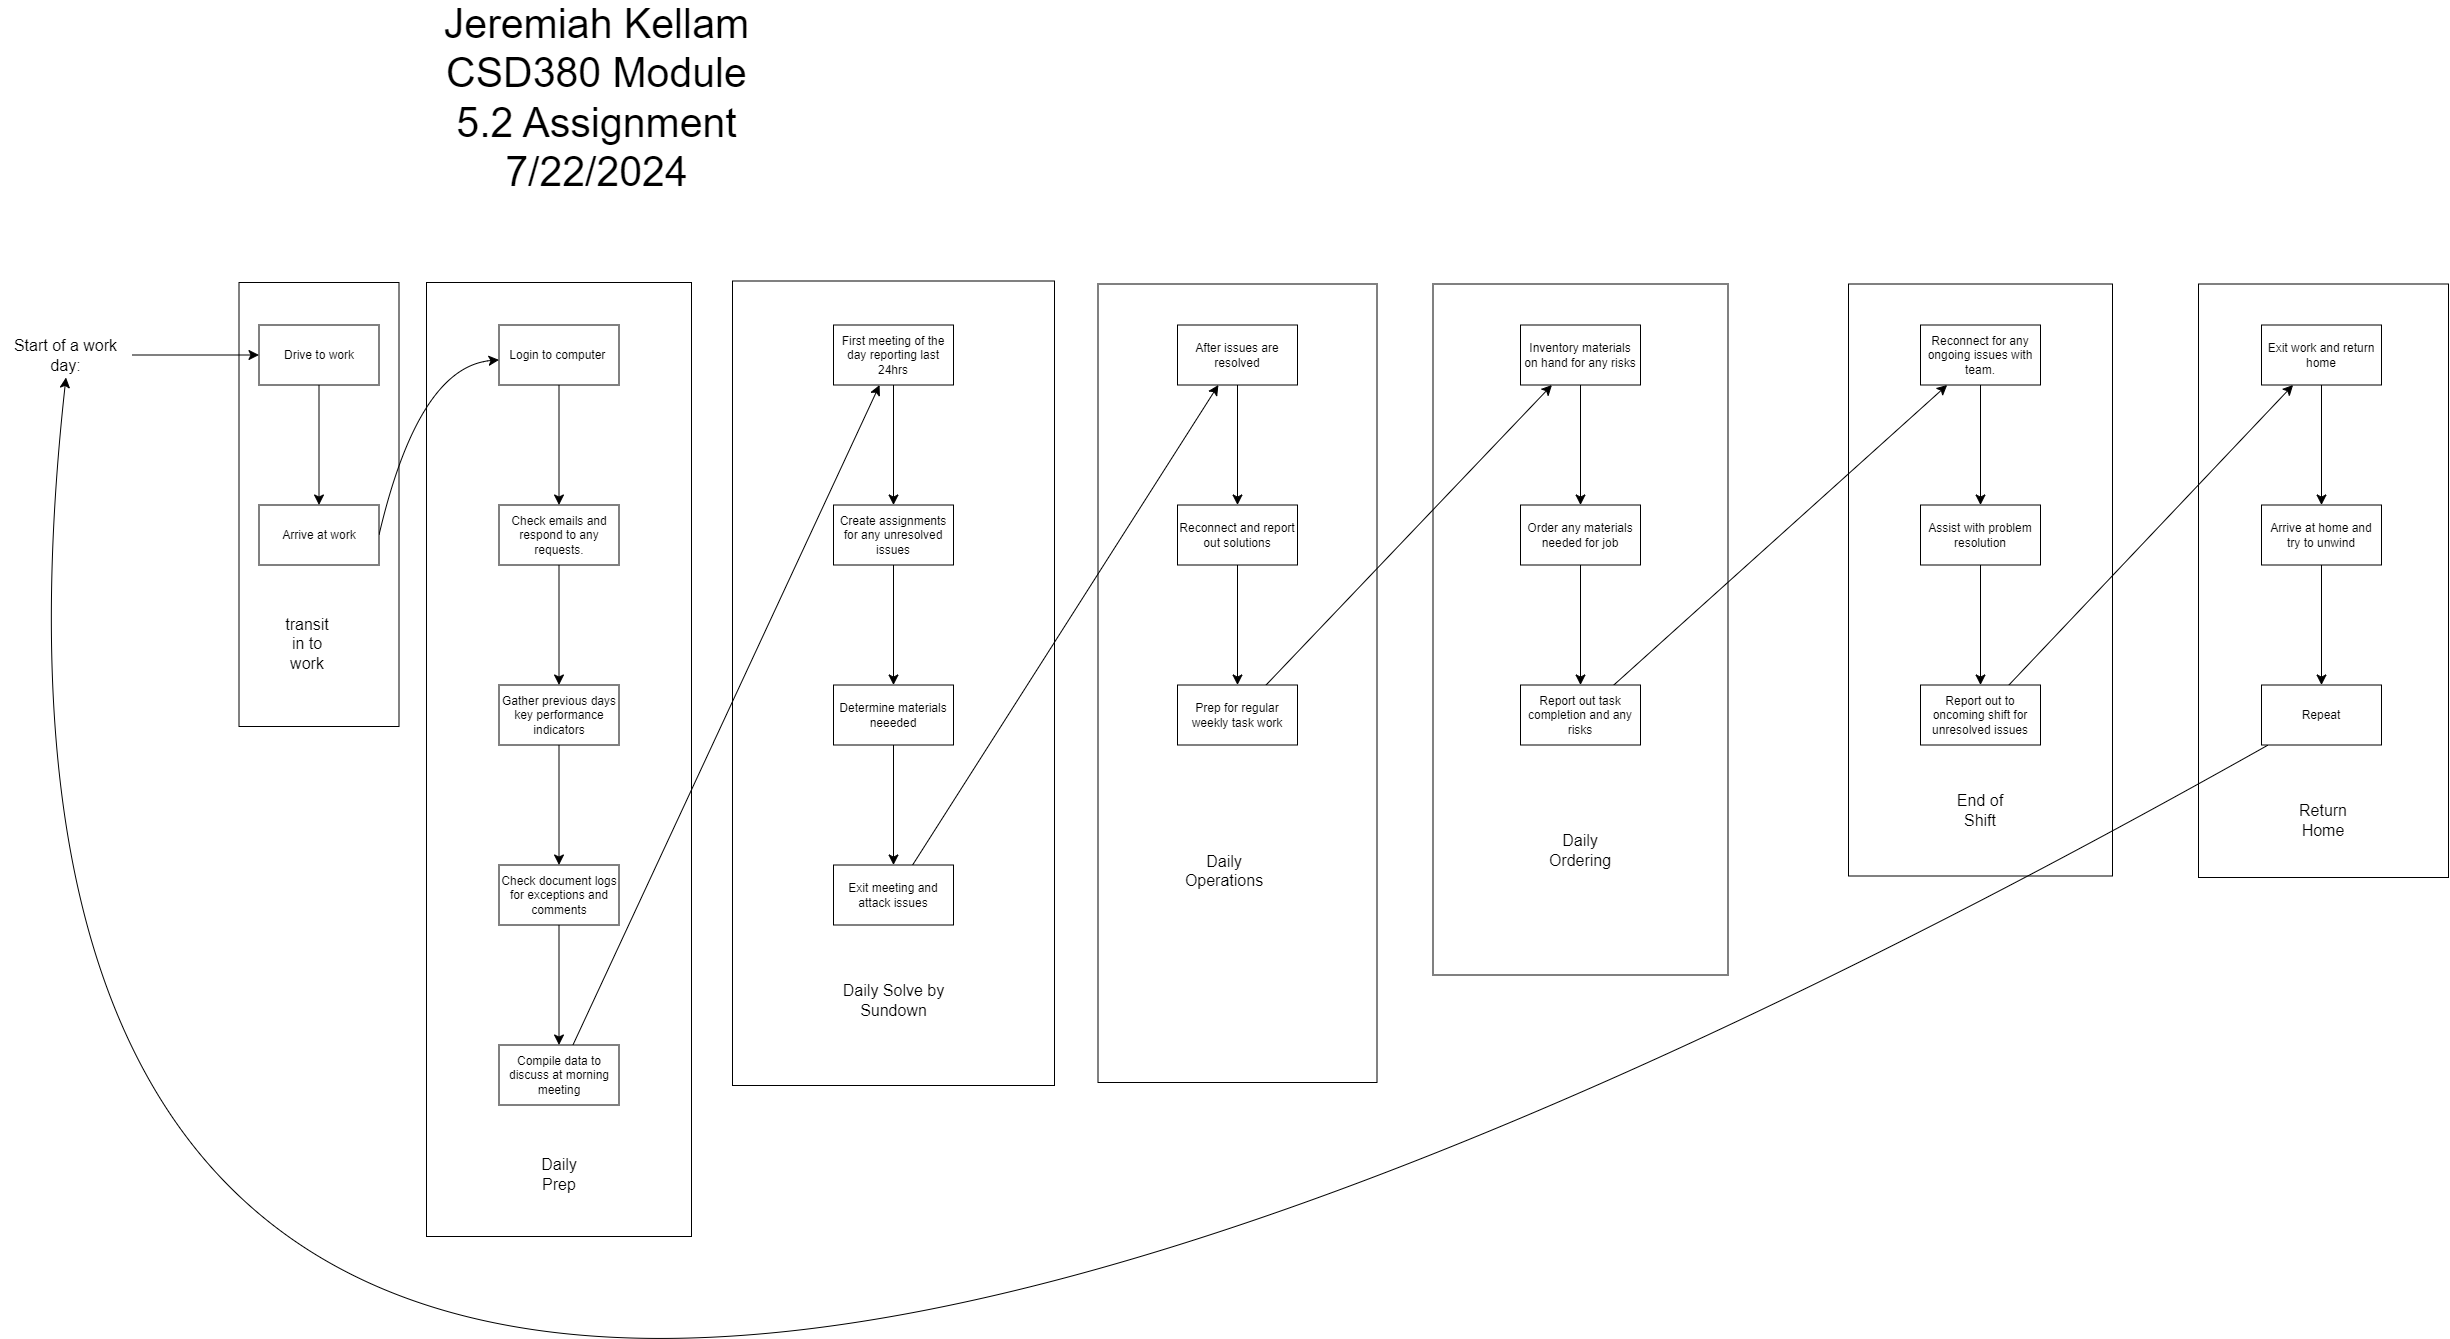 Jeremiah Kellam
CSD380 Module
5.2 Assignment
7/22/2024
Start of a work
day:
Drive to work
Arrive at work
transit
in to
work
Login to computer
Check emails and
respond to any
requests.
Gather previous days
key performance
indicators
Check document logs
for exceptions and
comments
Compile data to
discuss at morning
meeting
Daily
Prep
First meeting of the
day reporting last
24hrs
Create assignments
for any unresolved
issues
Determine materials
neeeded
Exit meeting and
attack issues
Daily Solve by
Sundown
After issues are
resolved
Reconnect and report
out solutions
Prep for regular
weekly task work
Daily
Operations
Inventory materials
on hand for any risks
Order any materials
needed for job
Report out task
completion and any
risks
Daily
Ordering
Reconnect for any
ongoing issues with
team.
Assist with problem
resolution
Report out to
oncoming shift for
unresolved issues
End of
Shift
Exit work and return
home
Arrive at home and
try to unwind
Repeat
Return
Home